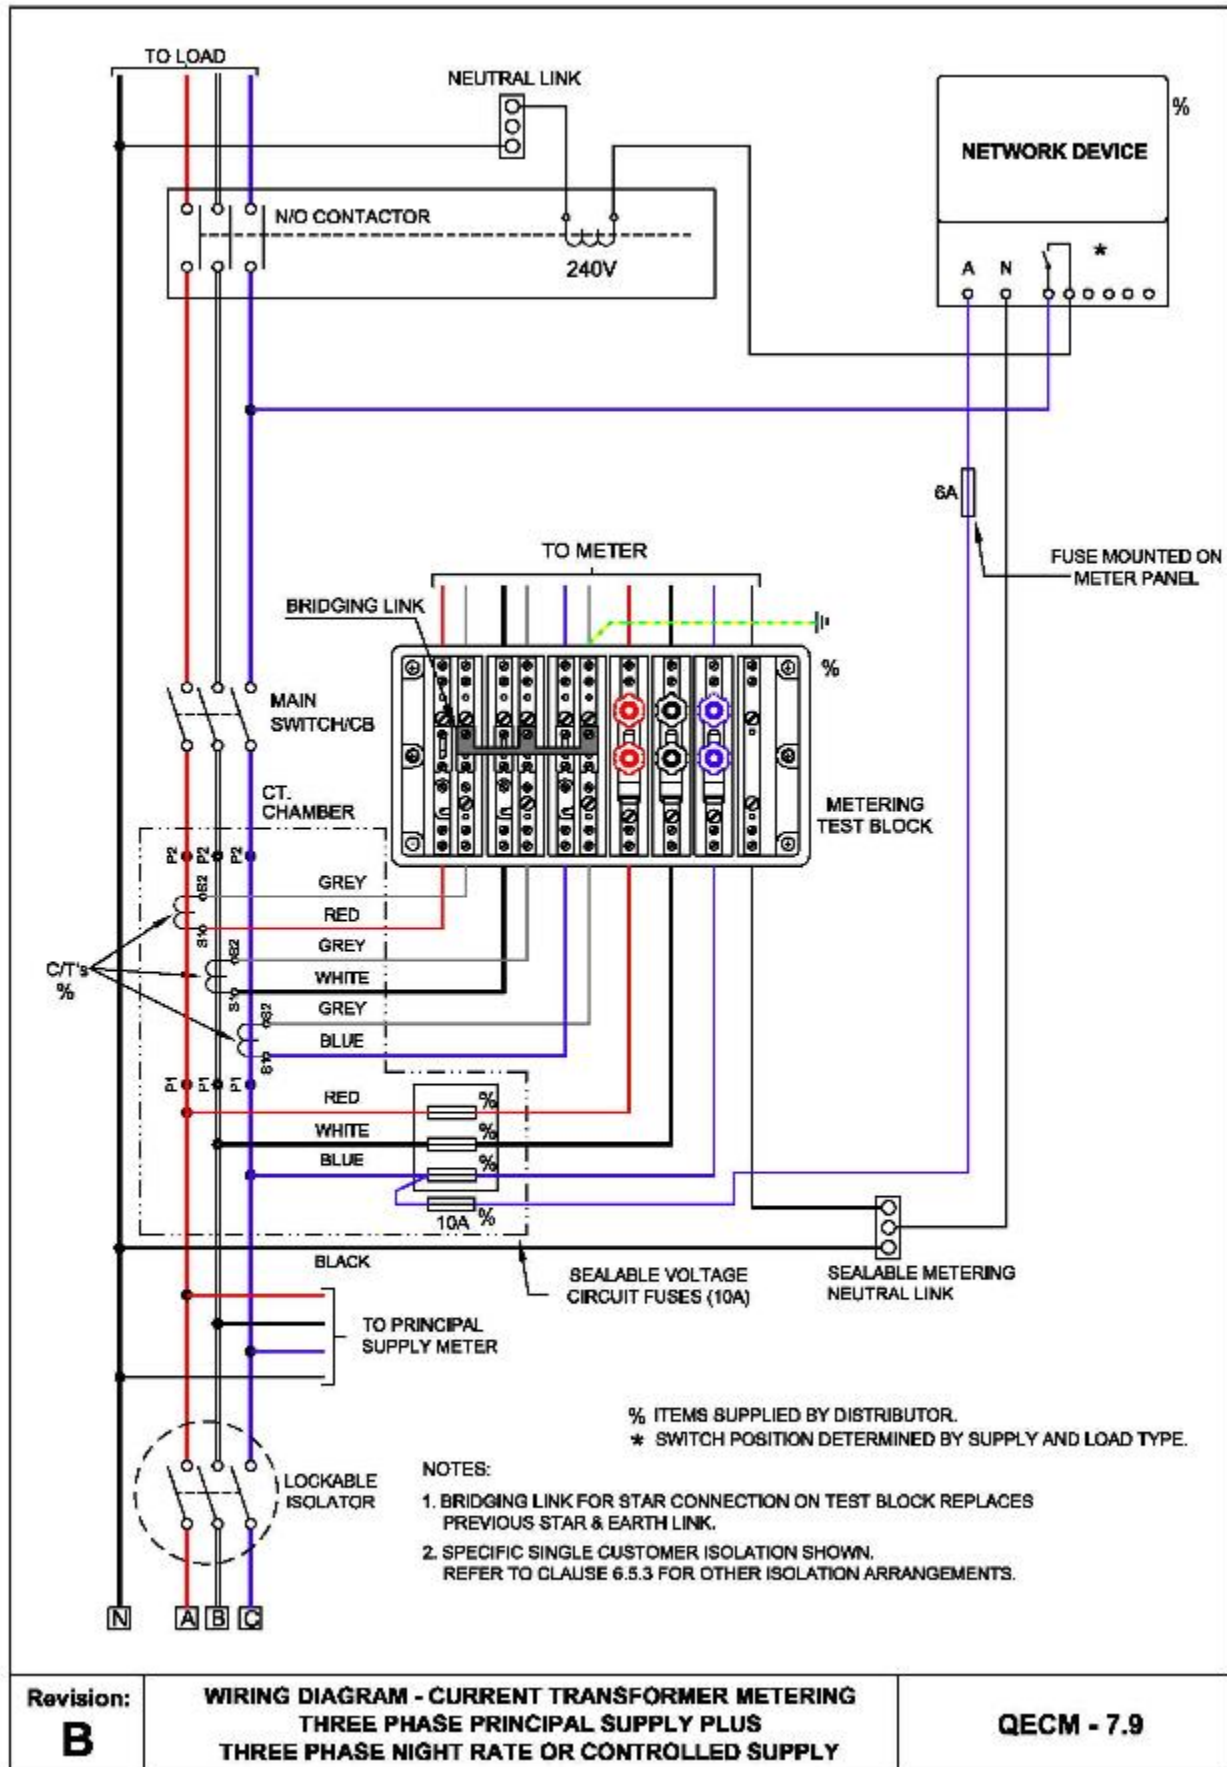 TO LOAD
NEUTRAL LINK
%
NETWORK DEVICE
N/O CONTACTOR
240V
*
A N
6A
FUSE MOUNTED ON
METER PANEL
TO METER
BRIDGING LINK
%
MAIN
SWITCH/CB
CT.
CHAMBER
METERING
TEST BLOCK
P2 P2 P2
S2
GREY
RED
S1
S2
GREY
C/T's
%
WHITE
S1
S2
GREY
BLUE
S1
P1 P1 P1
RED
%
WHITE
%
BLUE
%
10A %
BLACK
SEALABLE VOLTAGE
CIRCUIT FUSES (10A)
SEALABLE METERING
NEUTRAL LINK
TO PRINCIPAL
SUPPLY METER
% ITEMS SUPPLIED BY DISTRIBUTOR.
* SWITCH POSITION DETERMINED BY SUPPLY AND LOAD TYPE.
LOCKABLE
ISOLATOR
NOTES:
1. BRIDGING LINK FOR STAR CONNECTION ON TEST BLOCK REPLACES
PREVIOUS STAR & EARTH LINK.
2. SPECIFIC SINGLE CUSTOMER ISOLATION SHOWN.
REFER TO CLAUSE 6.5.3 FOR OTHER ISOLATION ARRANGEMENTS.
N A B C
Revision:
B
WIRING DIAGRAM - CURRENT TRANSFORMER METERING
THREE PHASE PRINCIPAL SUPPLY PLUS
THREE PHASE NIGHT RATE OR CONTROLLED SUPPLY
QECM - 7.9